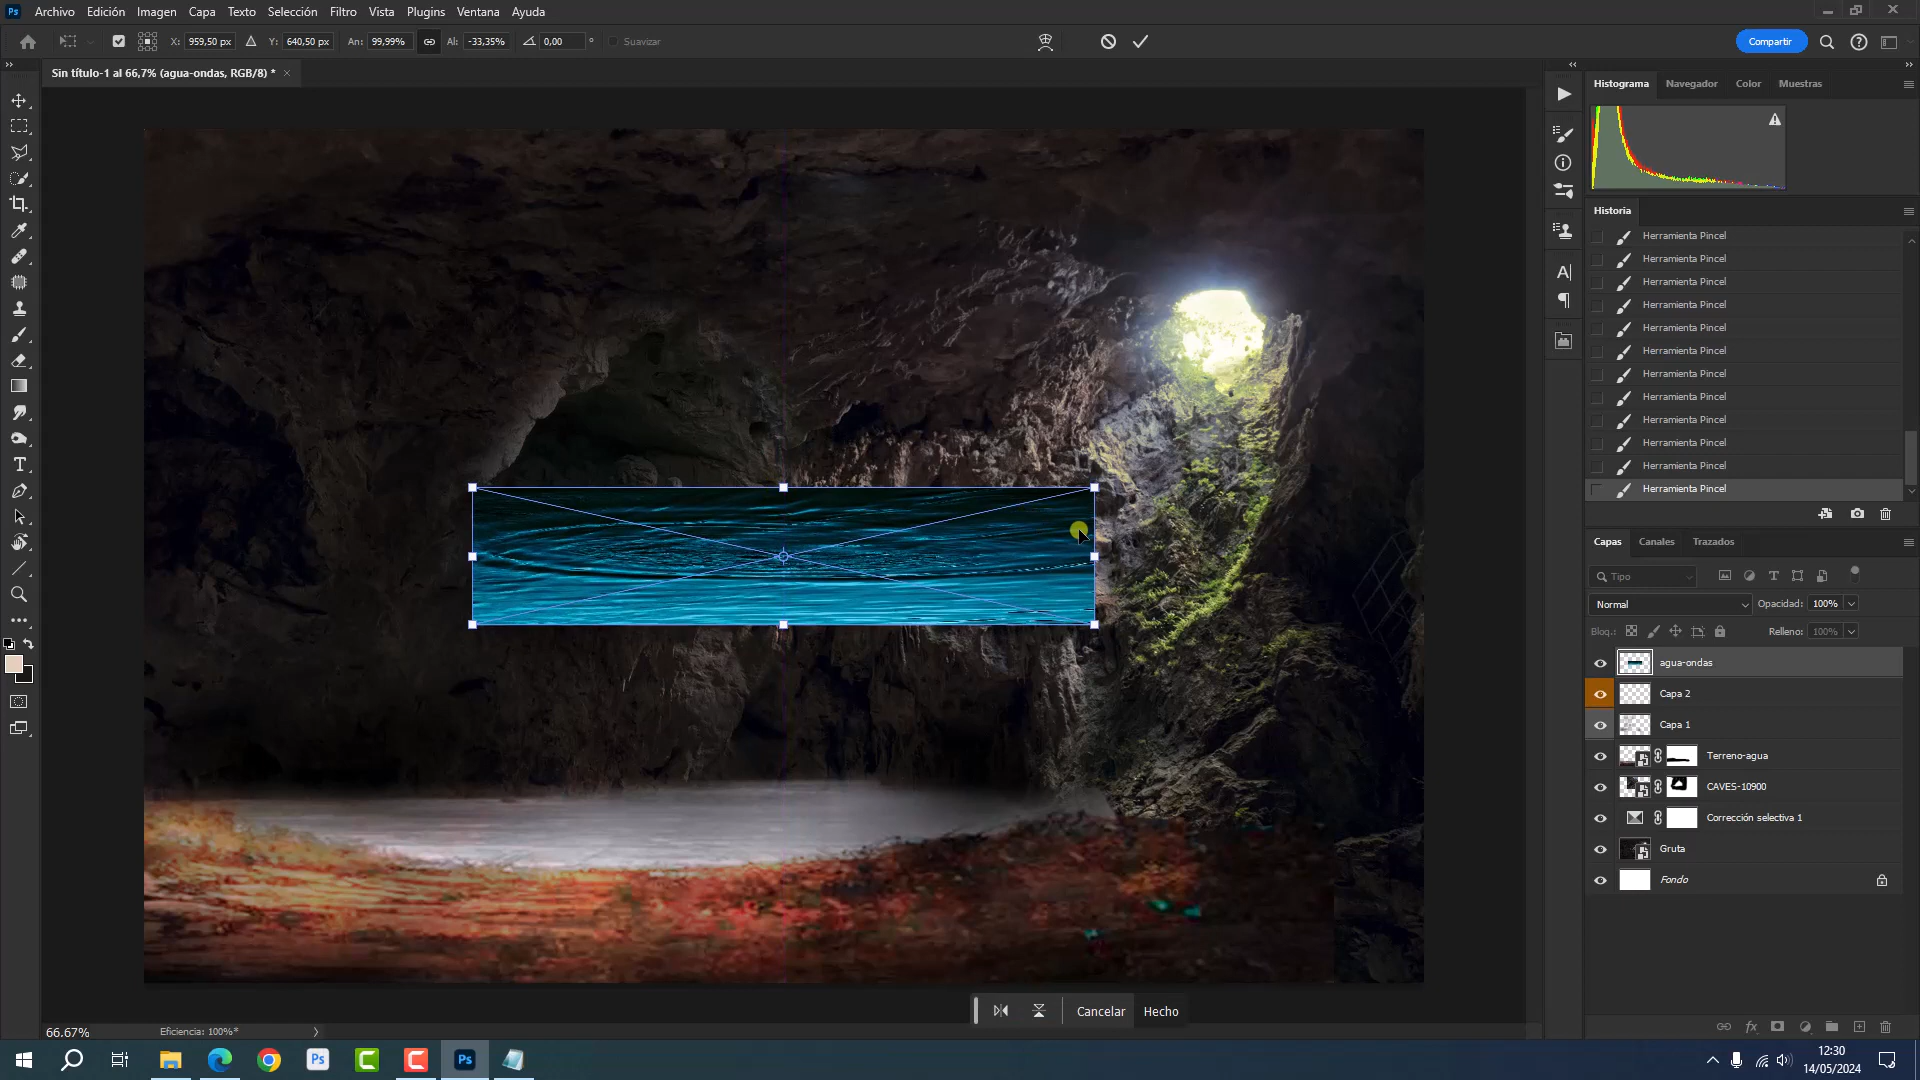 Ps Archivo Edición Imagen Capa Texto Selección Filtro Vista Plugins Ventana Ayuda
X: 959,50 px Y: 640,50 px An: 99,99% Al: -33,35% 0,00 ° Suavizar
Compartir
Sin título-1 al 66,7% (agua-ondas, RGB/8) * ×
Histograma Navegador Color Muestras
Historia
Herramienta Pincel
Herramienta Pincel
Herramienta Pincel
Herramienta Pincel
Herramienta Pincel
Herramienta Pincel
Herramienta Pincel
Herramienta Pincel
Herramienta Pincel
Herramienta Pincel
Herramienta Pincel
Herramienta Pincel
Capas Canales Trazados
Tipo
Normal Opacidad: 100%
Bloq.: Relleno: 100%
agua-ondas
Capa 2
Capa 1
Terreno-agua
CAVES-10900
Corrección selectiva 1
Gruta
Fondo
Cancelar Hecho
66.67% Eficiencia: 100%*
Ps
Ps
12:30
14/05/2024